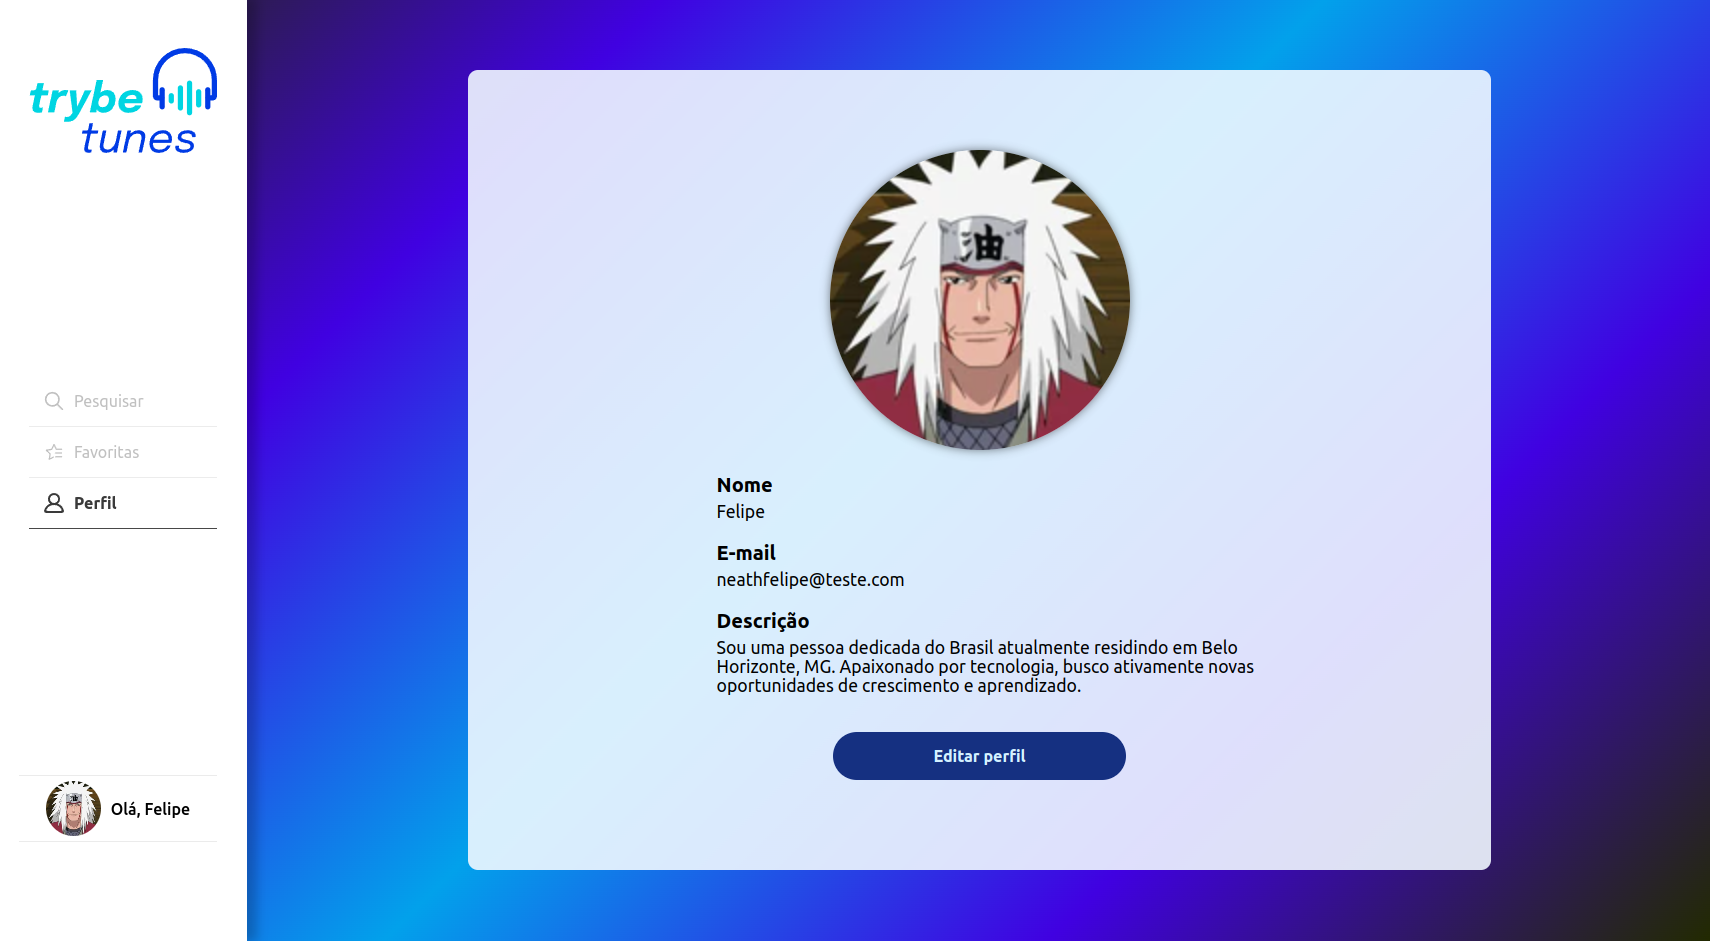 trybe
tunes
Pesquisar
Favoritas
Perfil
Olá, Felipe
油
Nome
Felipe
E-mail
neathfelipe@teste.com
Descrição
Sou uma pessoa dedicada do Brasil atualmente residindo em Belo
Horizonte, MG. Apaixonado por tecnologia, busco ativamente novas
oportunidades de crescimento e aprendizado.
Editar perfil